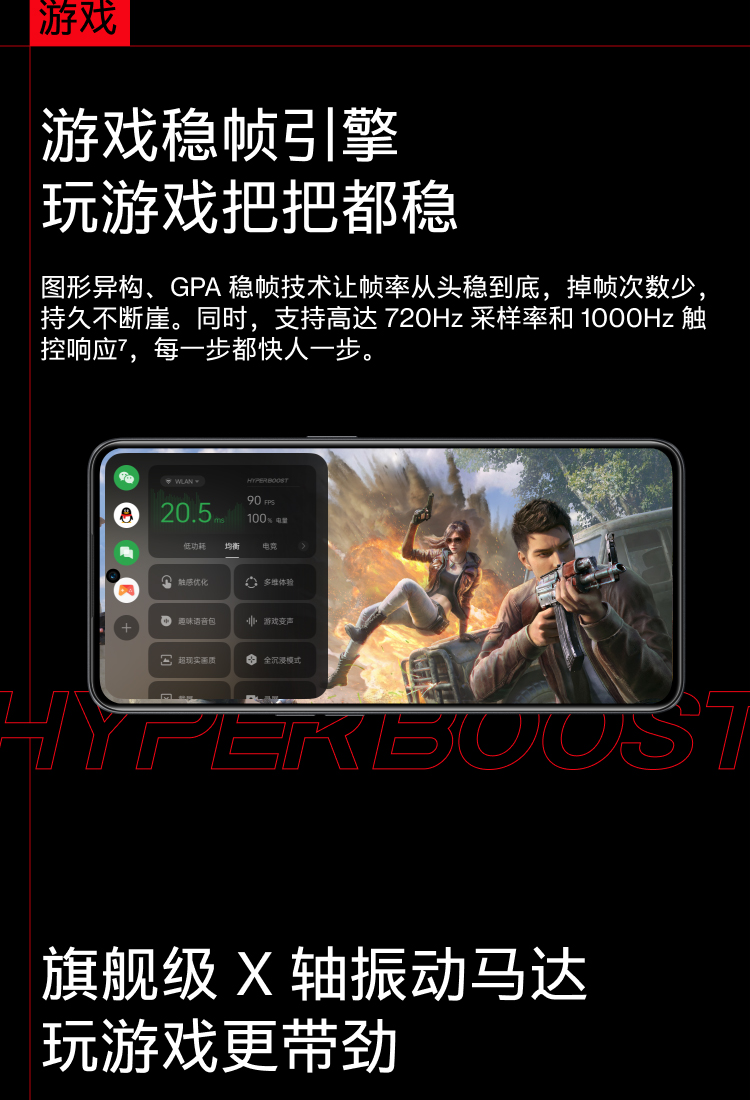 游戏
游戏稳帧引擎
玩游戏把把都稳
图形异构、GPA 稳帧技术让帧率从头稳到底，掉帧次数少，
持久不断崖。同时，支持高达 720Hz 采样率和 1000Hz 触
控响应⁷，每一步都快人一步。
WLAN
HYPERBOOST
20.5ms
90 FPS
100% 电量
低功耗 均衡 电竞
触感优化 多维体验
趣味语音包 游戏变声
超现实画质 全沉浸模式
HYPERBOOST
旗舰级 X 轴振动马达
玩游戏更带劲